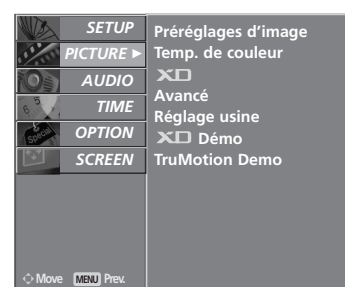 SETUP
PICTURE ►
AUDIO
TIME
OPTION
Special
SCREEN
Préréglages d'image
Temp. de couleur
XD
Avancé
Réglage usine
XD Démo
TruMotion Demo
Move MENU Prev.